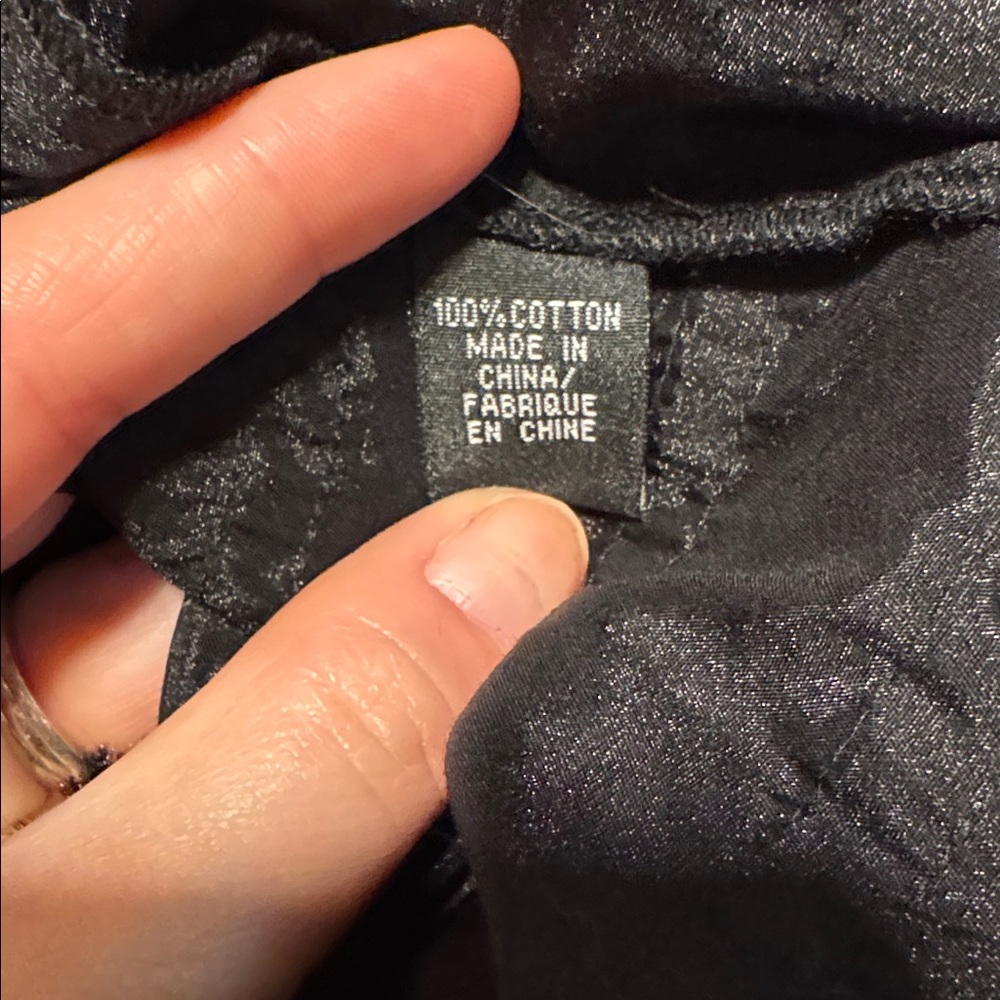 100% COTTON
MADE IN
CHINA/
FABRIQUE
EN CHINE